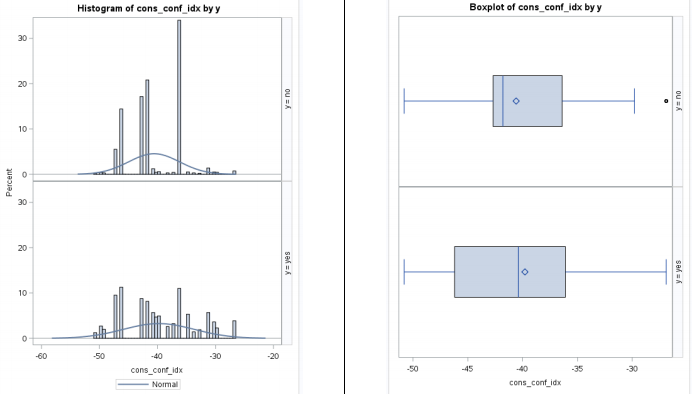 Histogram of cons_conf_idx by y
30
20
10
0
y = no
Percent
30
20
10
0
y = yes
-60
-50
-40
-30
-20
cons_conf_idx
Normal
Boxplot of cons_conf_idx by y
y = no
y = yes
-50
-45
-40
-35
-30
cons_conf_idx